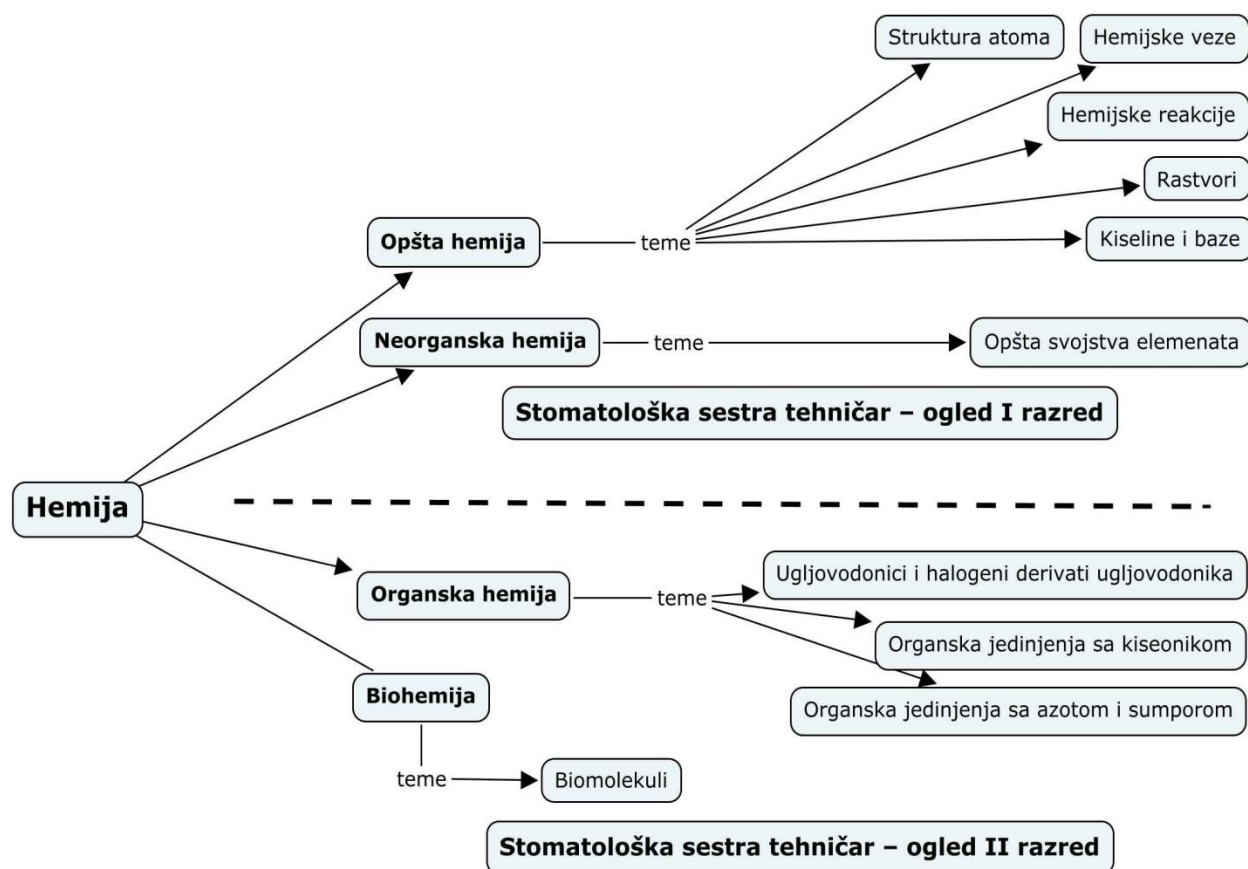 Struktura atoma
Hemijske veze
Hemijske reakcije
Rastvori
Opšta hemija
teme
Kiseline i baze
Neorganska hemija
teme
Opšta svojstva elemenata
Stomatološka sestra tehničar – ogled I razred
Hemija
Organska hemija
teme
Ugljovodonici i halogeni derivati ugljovodonika
Organska jedinjenja sa kiseonikom
Organska jedinjenja sa azotom i sumporom
Biohemija
teme
Biomolekuli
Stomatološka sestra tehničar – ogled II razred